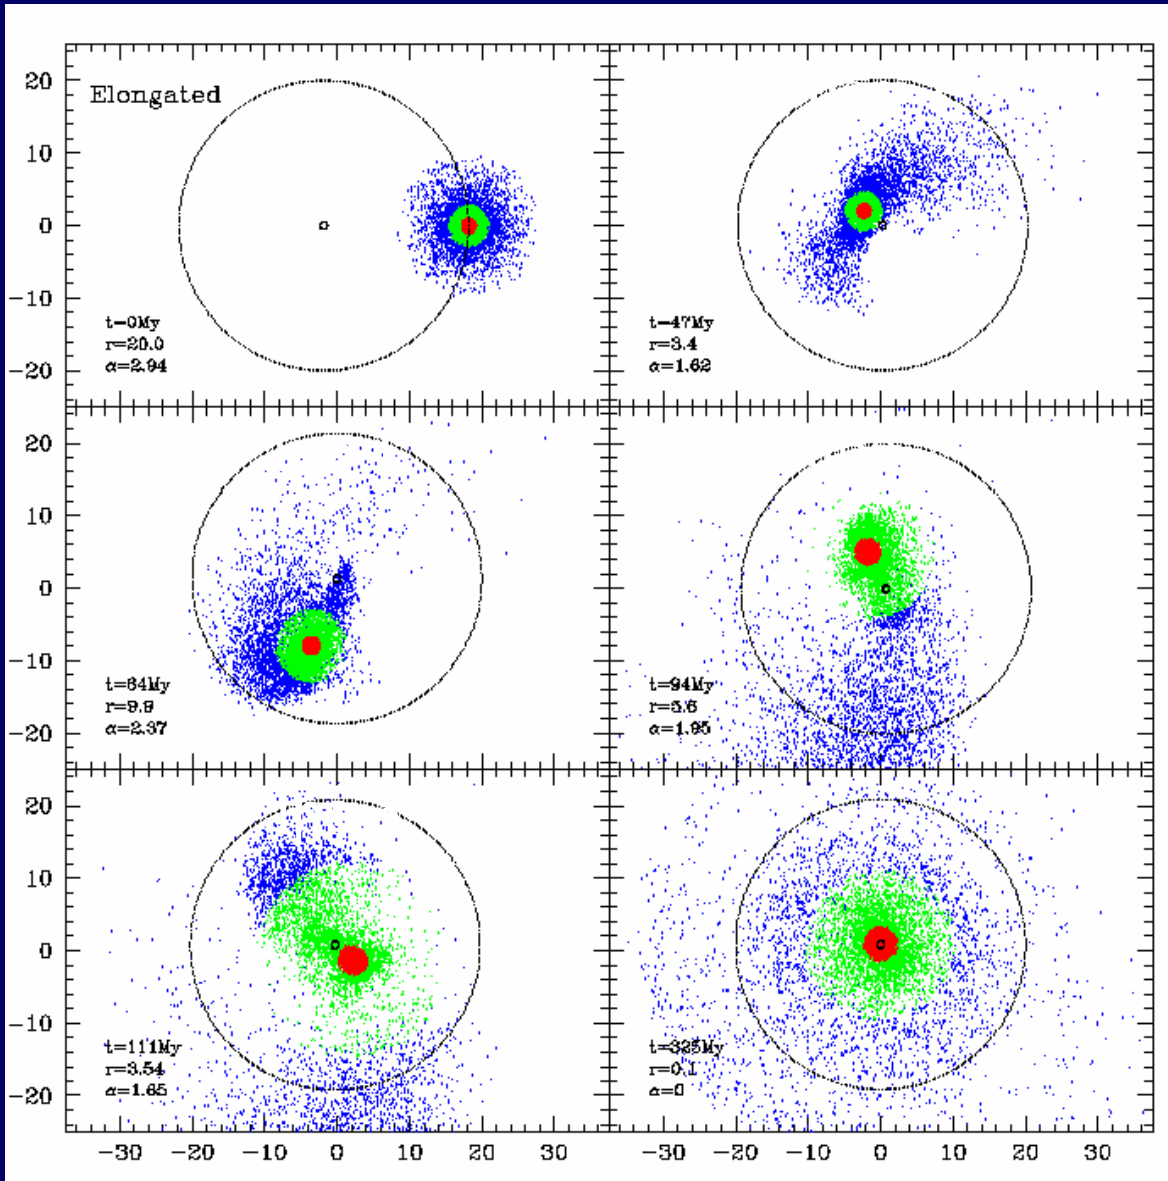 20
10
0
−10
−20
Elongated
t=0My
r=20.0
α=2.94
t=47My
r=3.4
α=1.62
20
10
0
−10
−20
t=64My
r=9.9
α=2.37
t=94My
r=5.6
α=1.95
20
10
0
−10
−20
t=111My
r=3.54
α=1.65
t=325My
r=0.1
α=0
−30 −20 −10 0 10 20 30 −30 −20 −10 0 10 20 30